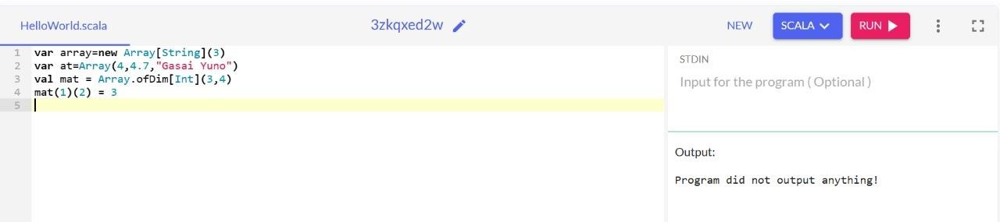 HelloWorld.scala
3zkqxed2w
NEW
SCALA
RUN
1 var array=new Array[String](3)
2 var at=Array(4,4.7,"Gasai Yuno")
3 val mat = Array.ofDim[Int](3,4)
4 mat(1)(2) = 3
5
STDIN
Input for the program ( Optional )
Output:
Program did not output anything!